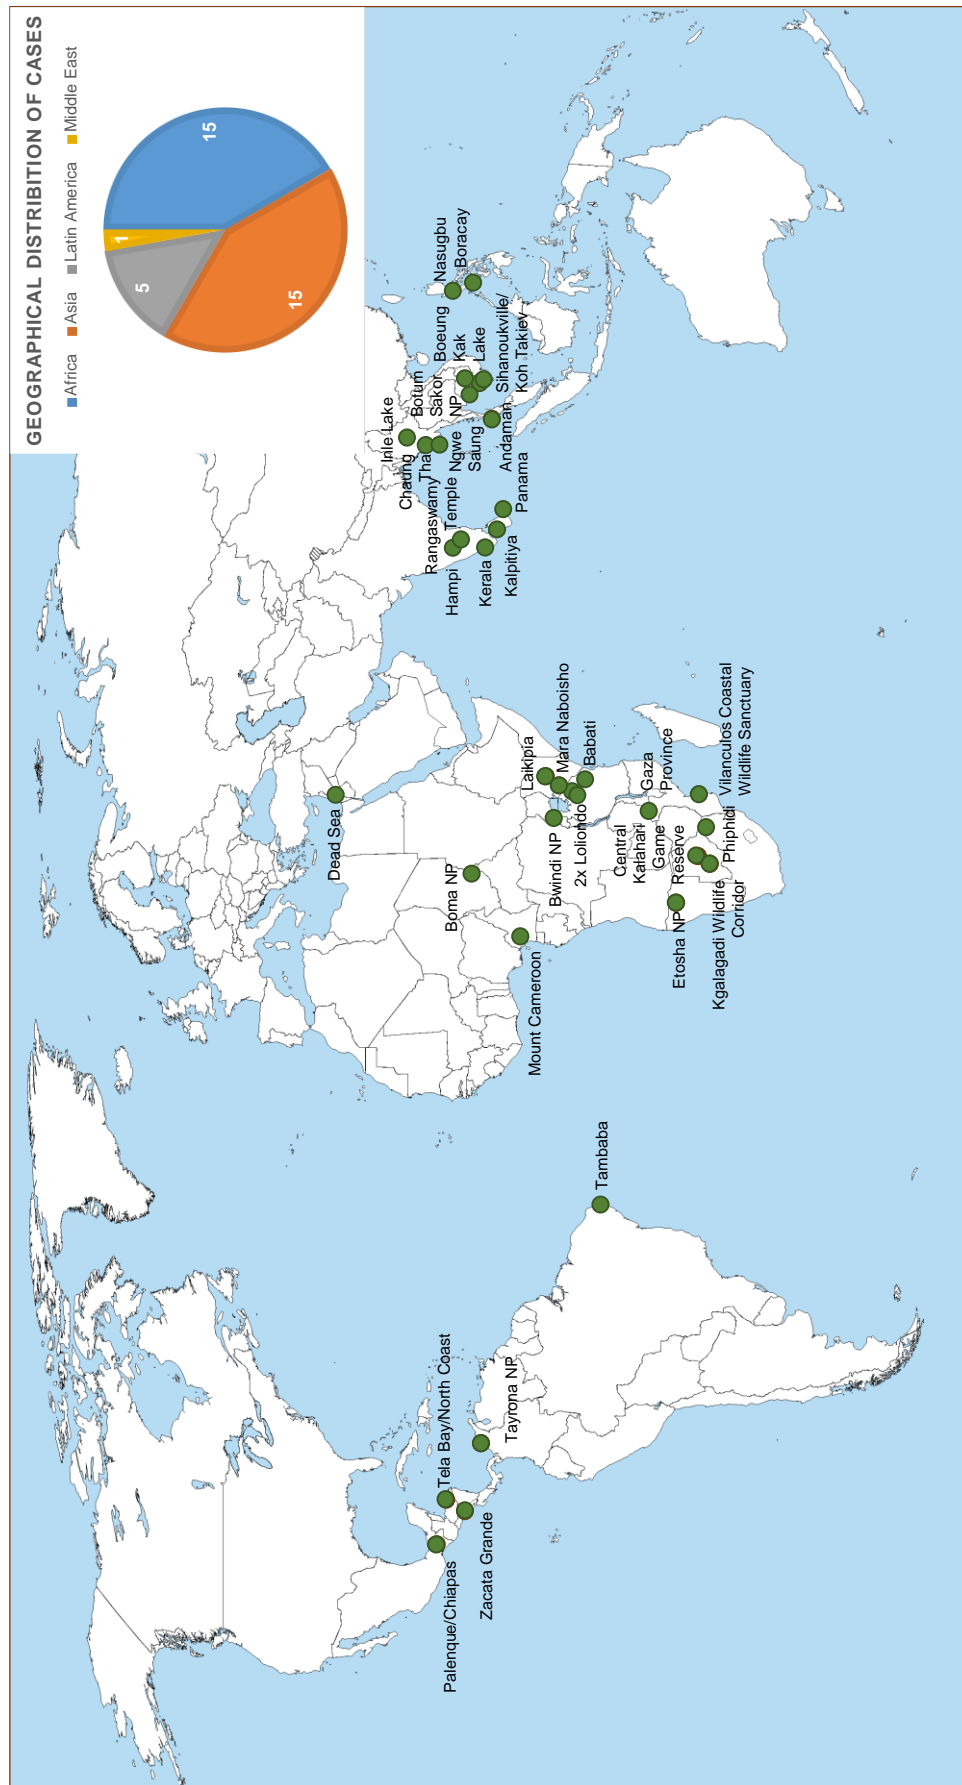 GEOGRAPHICAL DISTRIBITION OF CASES
Africa
Asia
Latin America
Middle East
15
15
5
1
Palenque/Chiapas
Tela Bay/North Coast
Zacata Grande
Tayrona NP
Tambaba
Dead Sea
Boma NP
Mount Cameroon
Laikipia
Mara Naboisho
Bwindi NP
2x Loliondo
Babati
Central
Kalahari
Game
Reserve
Gaza
Province
Etosha NP
Kgalagadi Wildlife
Corridor
Phiphidi
Vilanculos Coastal
Wildlife Sanctuary
Hampi
Rangaswamy
Temple
Kerala
Kalpitiya
Panama
Inle Lake
Chaung
Tha
Ngwe
Saung
Andaman
Botum
Sakor
NP
Boeung
Kak
Lake
Sihanoukville/
Koh Takiev
Nasugbu
Boracay